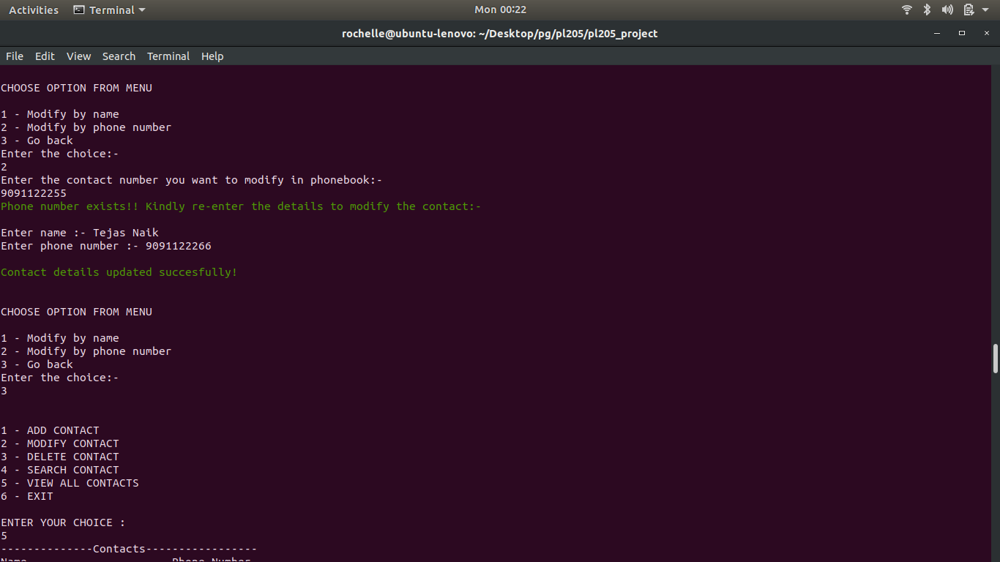 Activities Terminal Mon 00:22
rochelle@ubuntu-lenovo: ~/Desktop/pg/pl205/pl205_project
File Edit View Search Terminal Help
CHOOSE OPTION FROM MENU
1 - Modify by name
2 - Modify by phone number
3 - Go back
Enter the choice:-
2
Enter the contact number you want to modify in phonebook:-
9091122255
Phone number exists!! Kindly re-enter the details to modify the contact:-
Enter name :- Tejas Naik
Enter phone number :- 9091122266
Contact details updated succesfully!
CHOOSE OPTION FROM MENU
1 - Modify by name
2 - Modify by phone number
3 - Go back
Enter the choice:-
3
1 - ADD CONTACT
2 - MODIFY CONTACT
3 - DELETE CONTACT
4 - SEARCH CONTACT
5 - VIEW ALL CONTACTS
6 - EXIT
ENTER YOUR CHOICE :
5
--------------Contacts-----------------
Name Phone Number